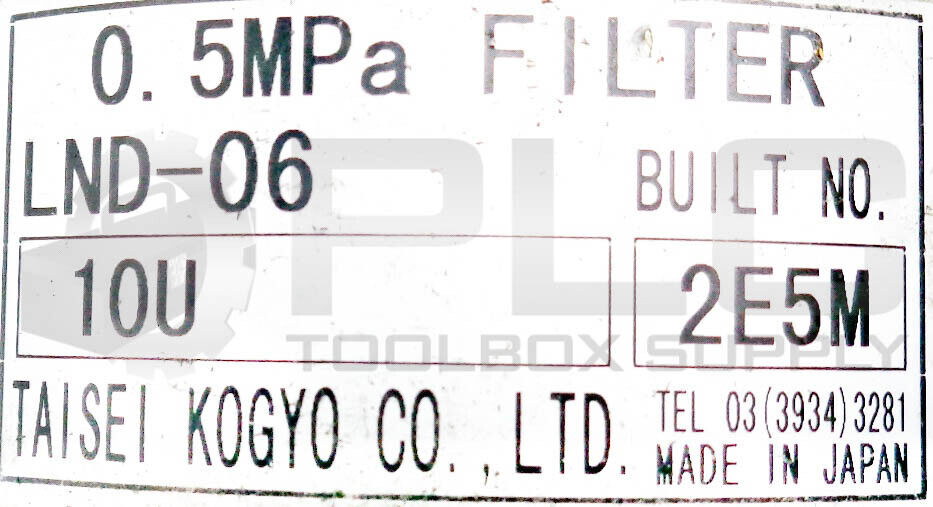 0.5MPa FILTER
LND-06
BUILT NO.
10U
2E5M
TAISEI KOGYO CO.,LTD.
TEL 03(3934)3281
MADE IN JAPAN
PLC
TOOLBOX SUPPLY